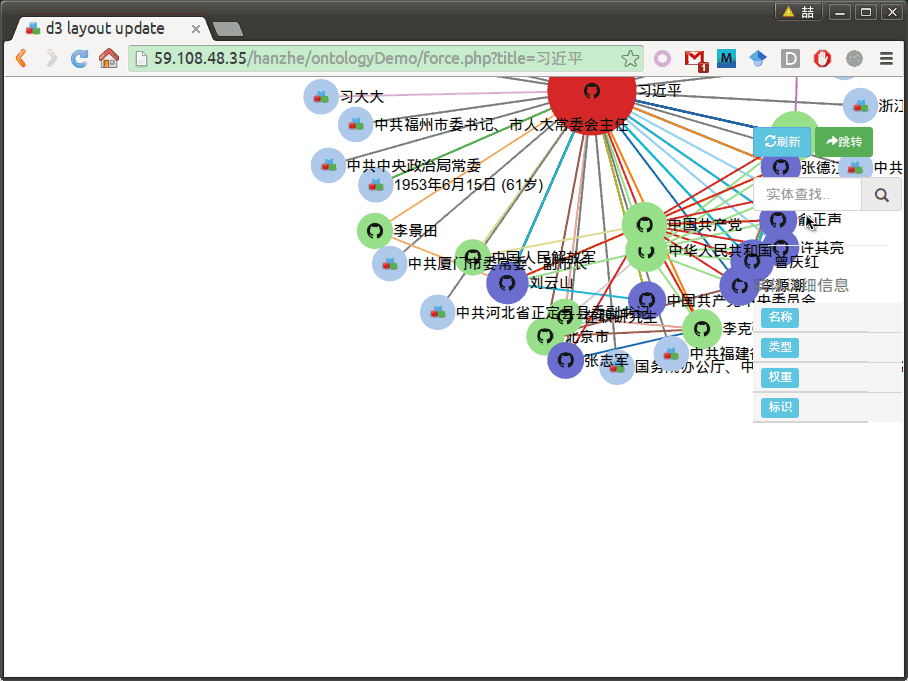 喆
d3 layout update
59.108.48.35/hanzhe/ontologyDemo/force.php?title=习近平
M
D
1
习近平
习大大
浙江
中共福州市委书记、市人大常委会主任
刷新
跳转
中共中央政治局常委
张德江
中共
1953年6月15日 (61岁)
实体查找..
中国共产党
俞正声
李景田
中华人民共和国
许其亮
中国人民解放军
中共厦门市委常委、副市长
曾庆红
刘云山
李源潮
详细信息
中国共产党中央委员会
中共河北省正定县县委副书记
名称
北京市
李克
类型
张志军
中共福建省
国务院办公厅、中
权重
标识